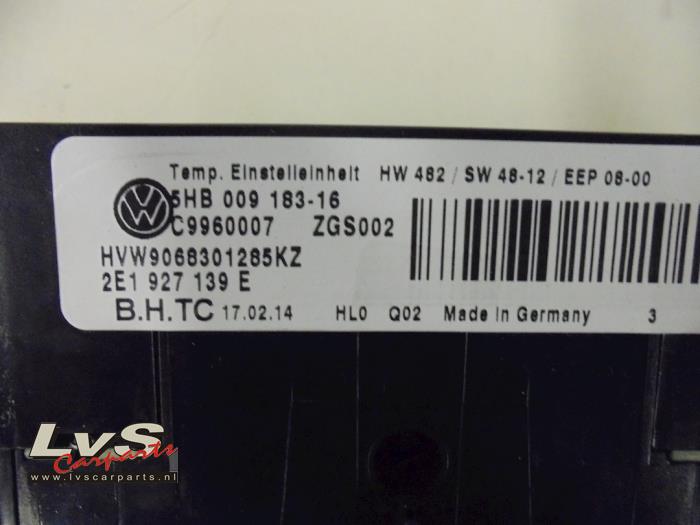 Temp. Einstelleinheit HW 482 / SW 48-12 / EEP 08-00
5HB 009 183-16
C9960007 ZGS002
HVW9068301285KZ
2E1 927 139 E
B.H.TC 17.02.14 HL0 Q02 Made in Germany 3
LvS
Carparts
www.lvscarparts.nl